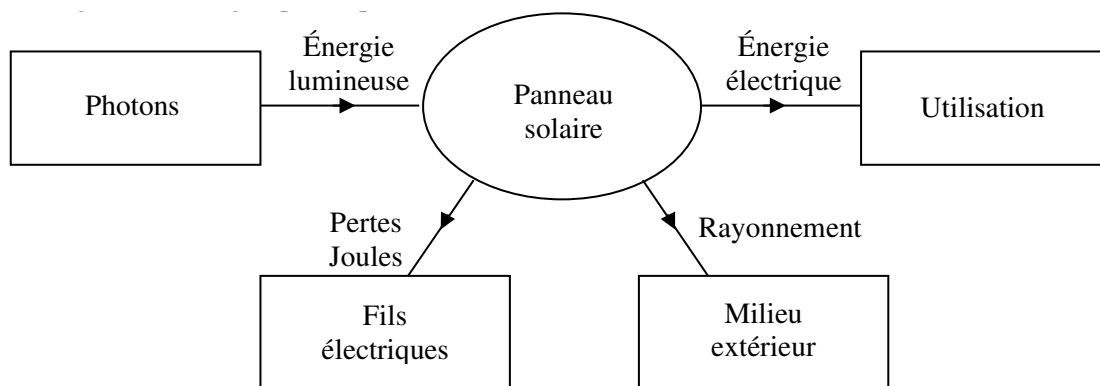 Photons
Énergie
lumineuse
Panneau
solaire
Énergie
électrique
Utilisation
Pertes
Joules
Rayonnement
Fils
électriques
Milieu
extérieur